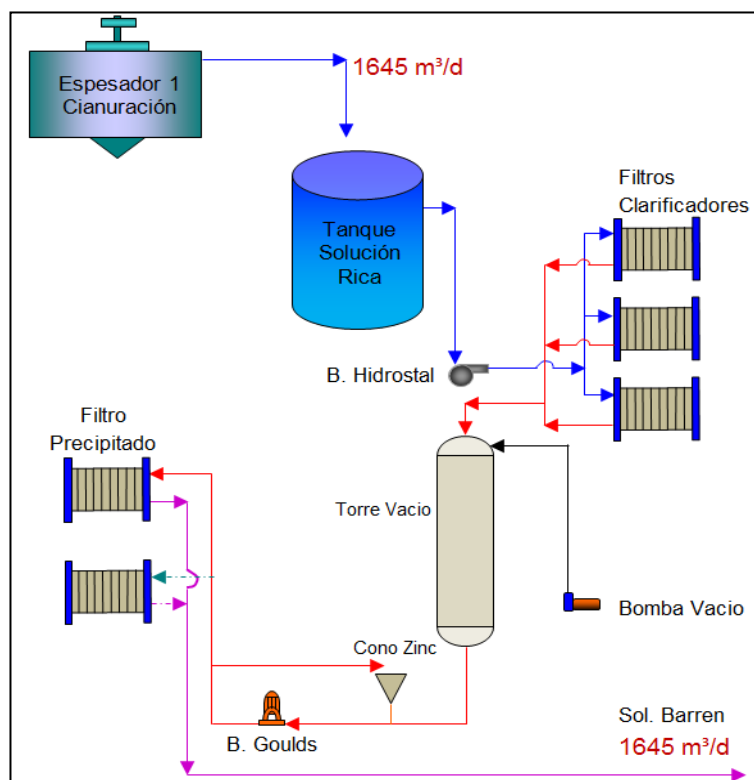 Espesador 1
Cianuración
1645 m³/d
Tanque
Solución
Rica
Filtros
Clarificadores
B. Hidrostal
Filtro
Precipitado
Torre Vacio
Bomba Vacio
Cono Zinc
B. Goulds
Sol. Barren
1645 m³/d